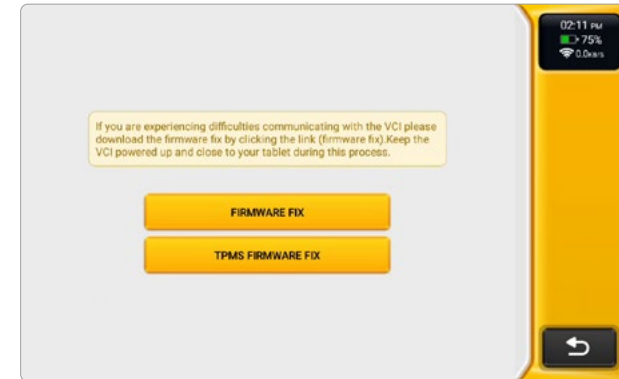 02:11 PM
75%
0.0KB/S
If you are experiencing difficulties communicating with the VCI please
download the firmware fix by clicking the link (firmware fix).Keep the
VCI powered up and close to your tablet during this process.
FIRMWARE FIX
TPMS FIRMWARE FIX